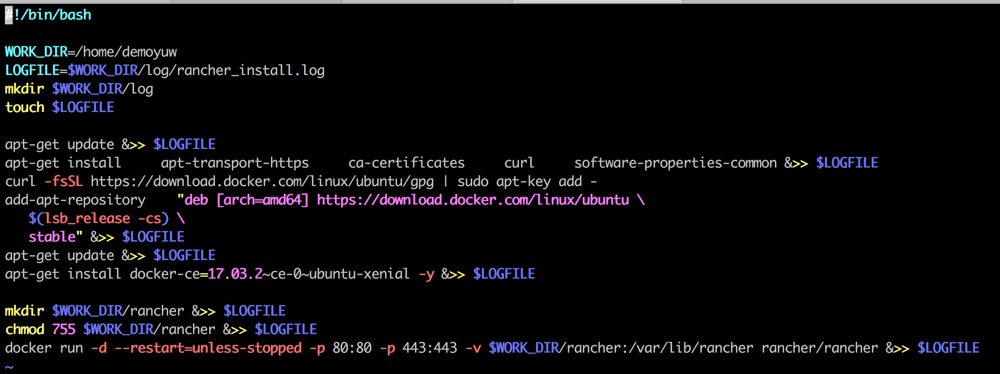 #!/bin/bash

WORK_DIR=/home/demoyuw
LOGFILE=$WORK_DIR/log/rancher_install.log
mkdir $WORK_DIR/log
touch $LOGFILE

apt-get update &>> $LOGFILE
apt-get install     apt-transport-https     ca-certificates     curl     software-properties-common &>> $LOGFILE
curl -fsSL https://download.docker.com/linux/ubuntu/gpg | sudo apt-key add -
add-apt-repository    "deb [arch=amd64] https://download.docker.com/linux/ubuntu \
   $(lsb_release -cs) \
   stable" &>> $LOGFILE
apt-get update &>> $LOGFILE
apt-get install docker-ce=17.03.2~ce-0~ubuntu-xenial -y &>> $LOGFILE

mkdir $WORK_DIR/rancher &>> $LOGFILE
chmod 755 $WORK_DIR/rancher &>> $LOGFILE
docker run -d --restart=unless-stopped -p 80:80 -p 443:443 -v $WORK_DIR/rancher:/var/lib/rancher rancher/rancher &>> $LOGFILE
~